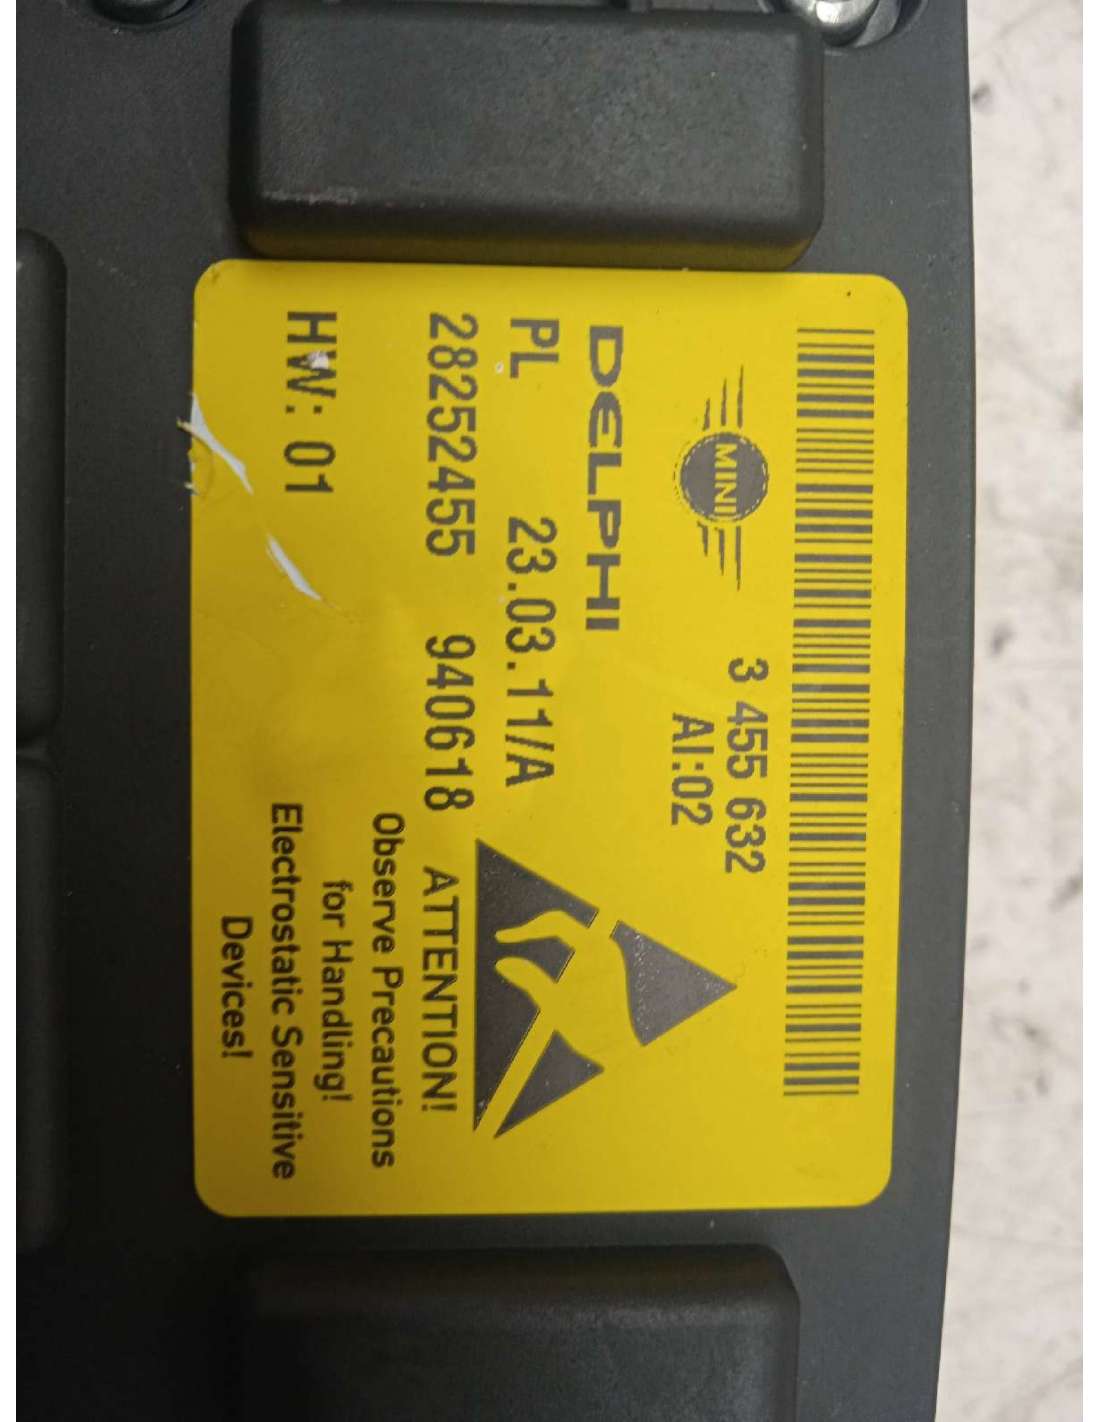 MINI
3 455 632
AI:02
DELPHI
PL 23.03.11/A
28252455 940618
HW: 01
ATTENTION!
Observe Precautions
for Handling!
Electrostatic Sensitive
Devices!